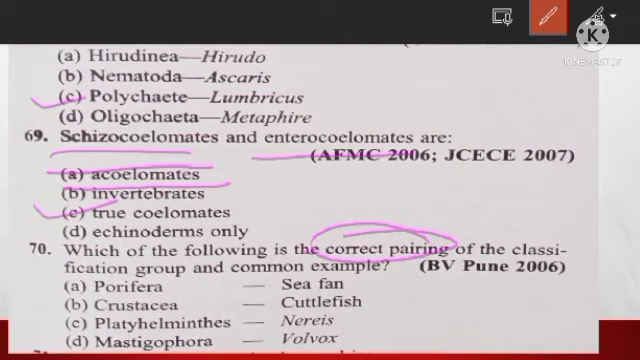 KINEMASTER
(a) Hirudinea—Hirudo
(b) Nematoda—Ascaris
(c) Polychaete—Lumbricus
(d) Oligochaeta—Metaphire
69. Schizocoelomates and enterocoelomates are:
(AFMC 2006; JCECE 2007)
(a) acoelomates
(b) invertebrates
(c) true coelomates
(d) echinoderms only
70. Which of the following is the correct pairing of the classi-
fication group and common example? (BV Pune 2006)
(a) Porifera — Sea fan
(b) Crustacea — Cuttlefish
(c) Platyhelminthes — Nereis
(d) Mastigophora — Volvox